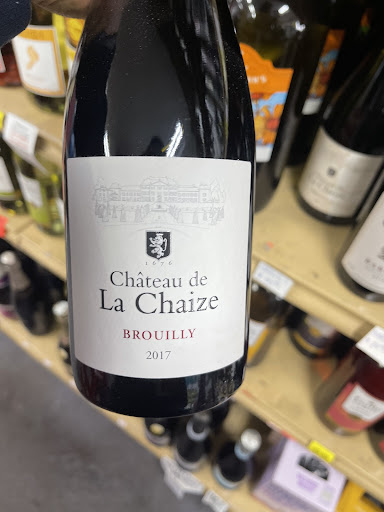 1676
Château de
La Chaize
BROUILLY
2017